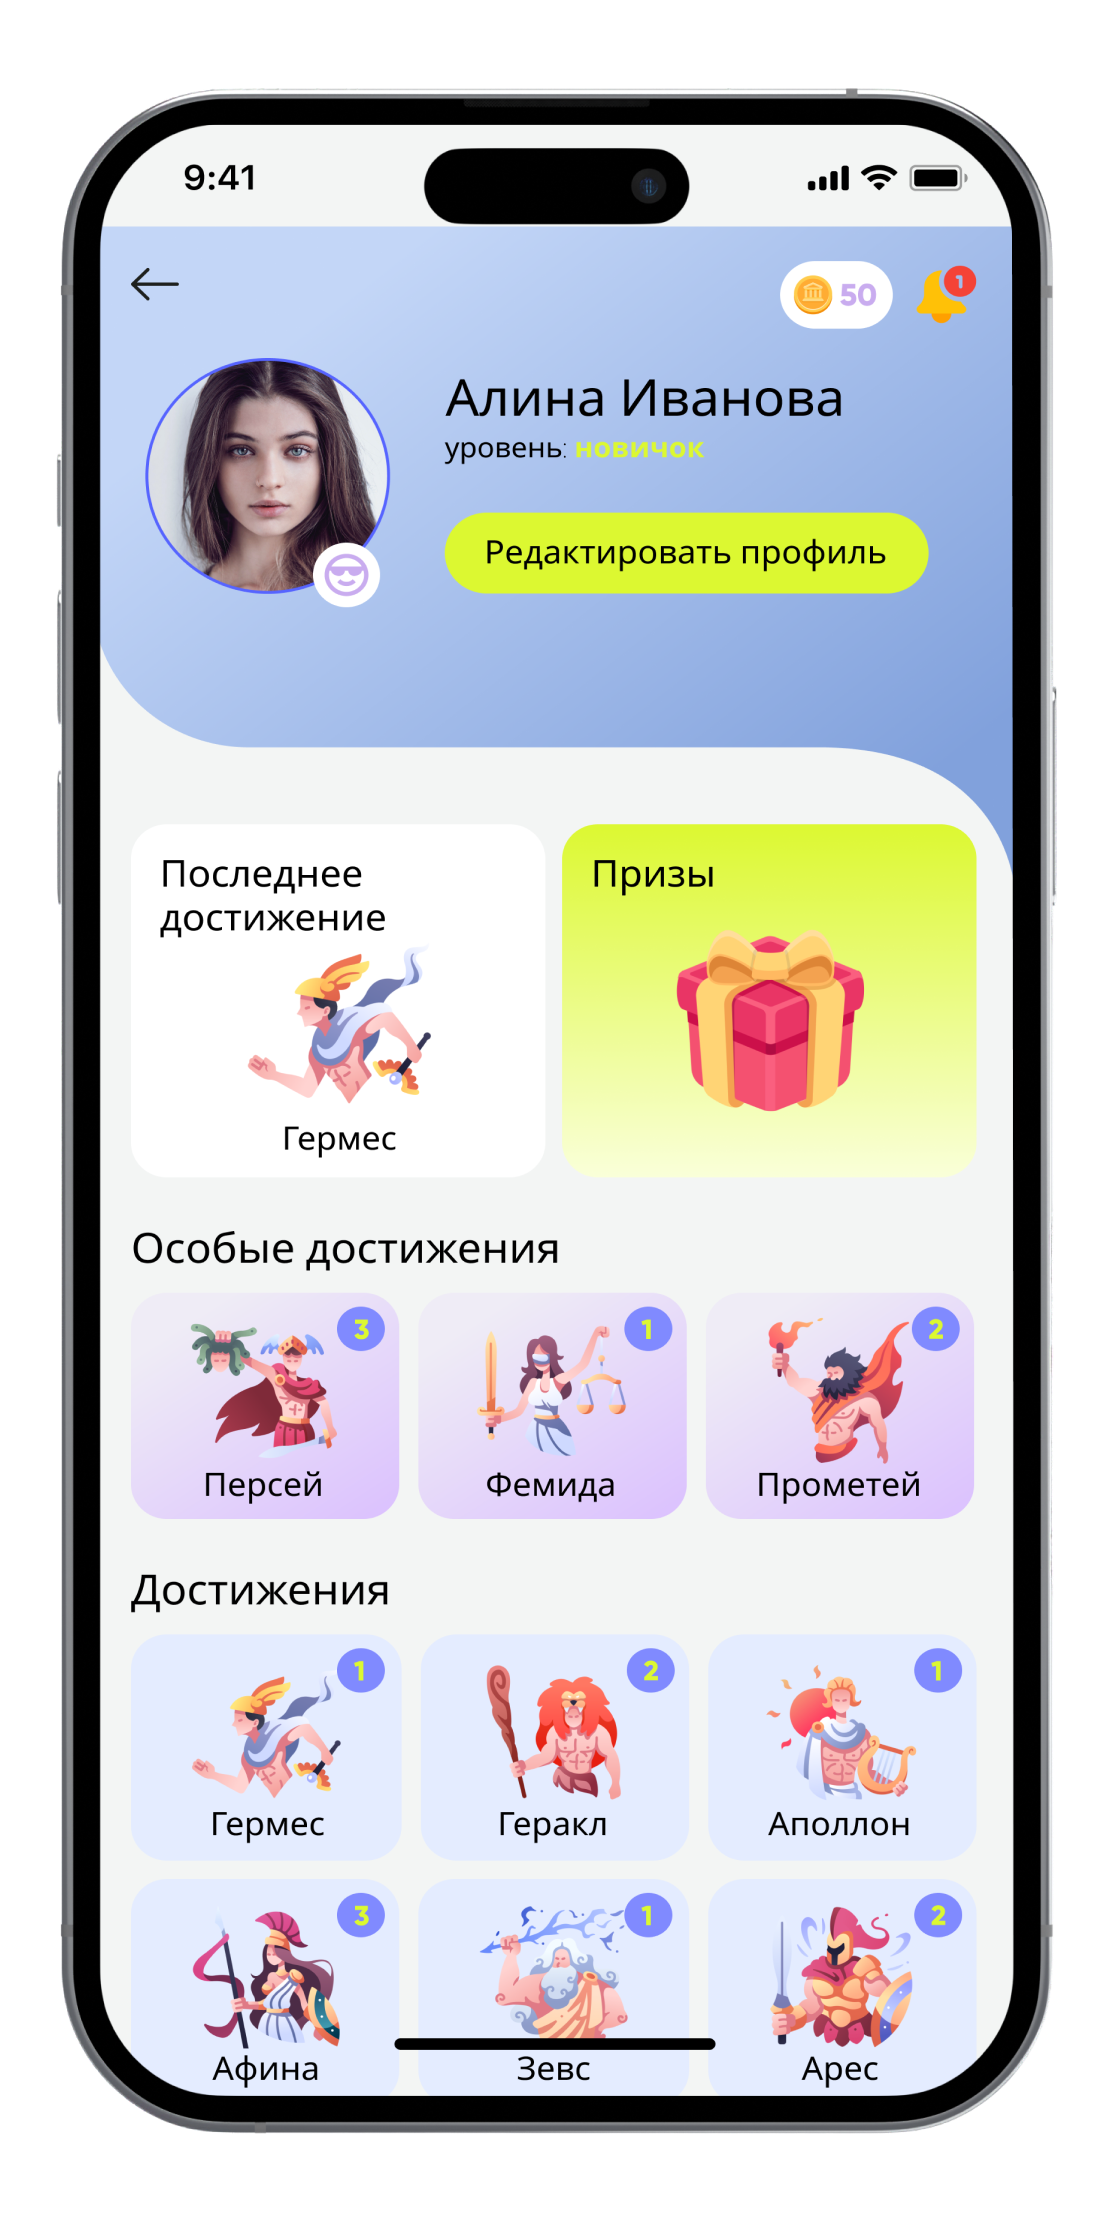 9:41
50
1
Алина Иванова
уровень: новичок
Редактировать профиль
Последнее
достижение
Гермес
Призы
Особые достижения
3
Персей
1
Фемида
2
Прометей
Достижения
1
Гермес
2
Геракл
1
Аполлон
3
Афина
1
Зевс
2
Арес